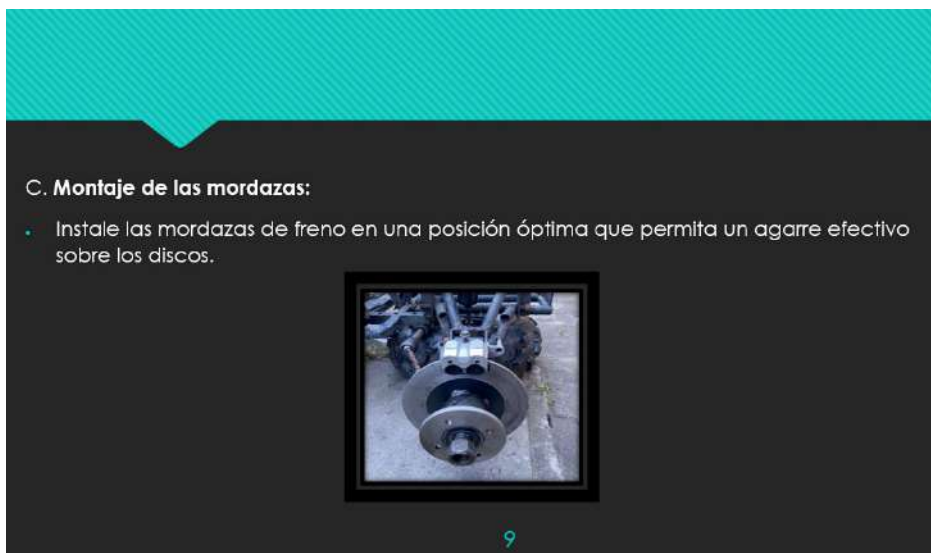 C. Montaje de las mordazas:
• Instale las mordazas de freno en una posición óptima que permita un agarre efectivo
sobre los discos.
9